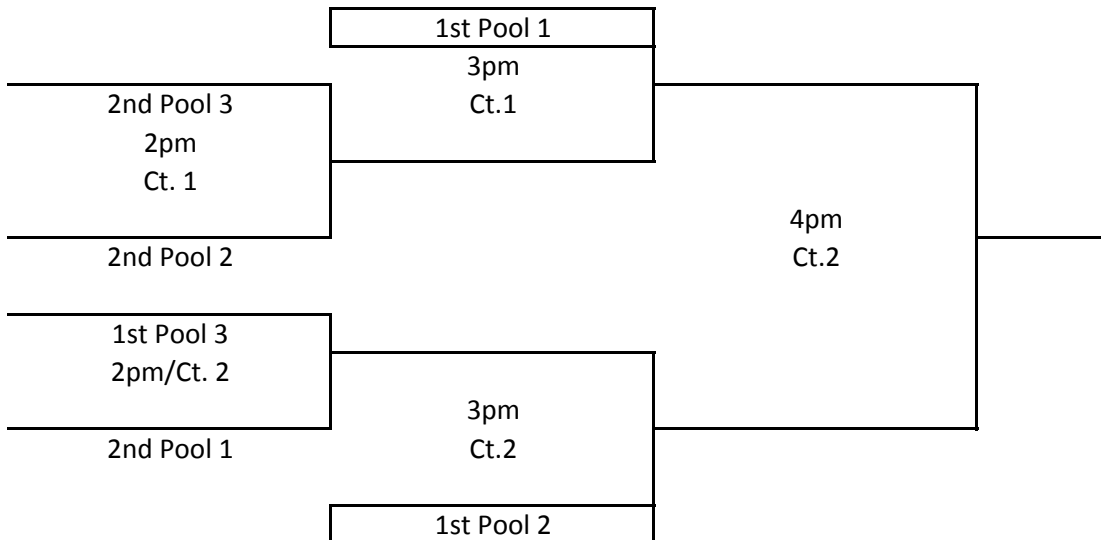 1st Pool 1
3pm
Ct.1
2nd Pool 3
2pm
Ct. 1
2nd Pool 2
4pm
Ct.2
1st Pool 3
2pm/Ct. 2
2nd Pool 1
3pm
Ct.2
1st Pool 2